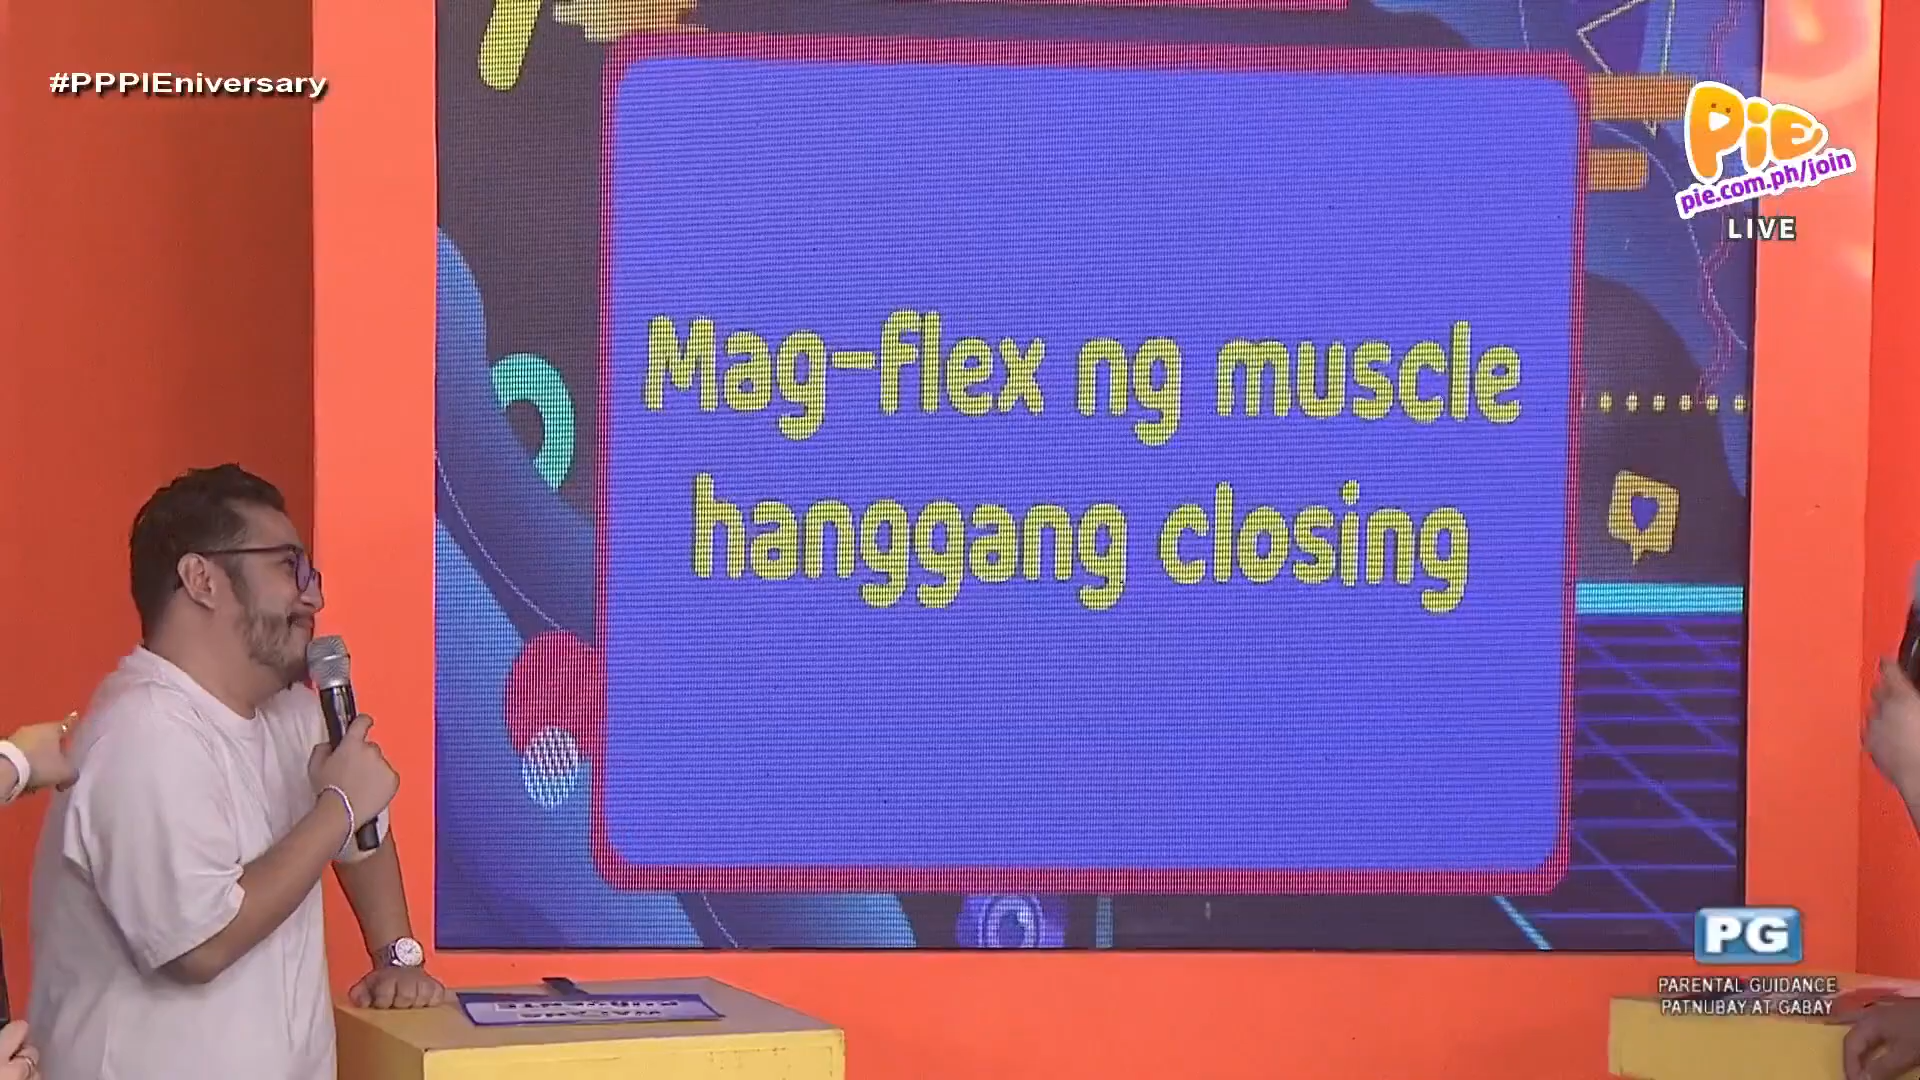 #PPPIEniversary
PiE
pie.com.ph/join
LIVE
Mag-flex ng muscle
hanggang closing
PG
PARENTAL GUIDANCE
PATNUBAY AT GABAY